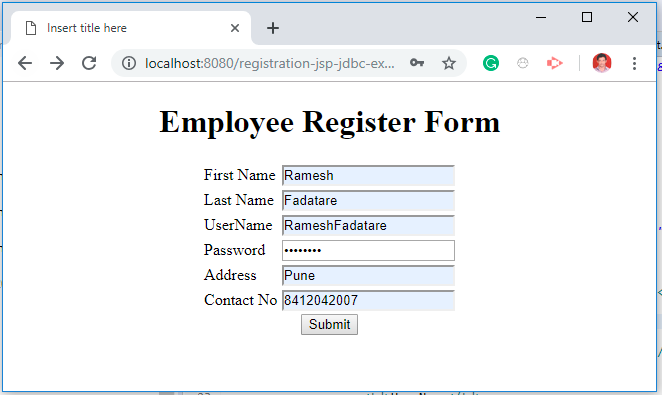 Insert title here
localhost:8080/registration-jsp-jdbc-ex...
Employee Register Form
First Name Ramesh
Last Name Fadatare
UserName RameshFadatare
Password ••••••••
Address Pune
Contact No 8412042007
Submit